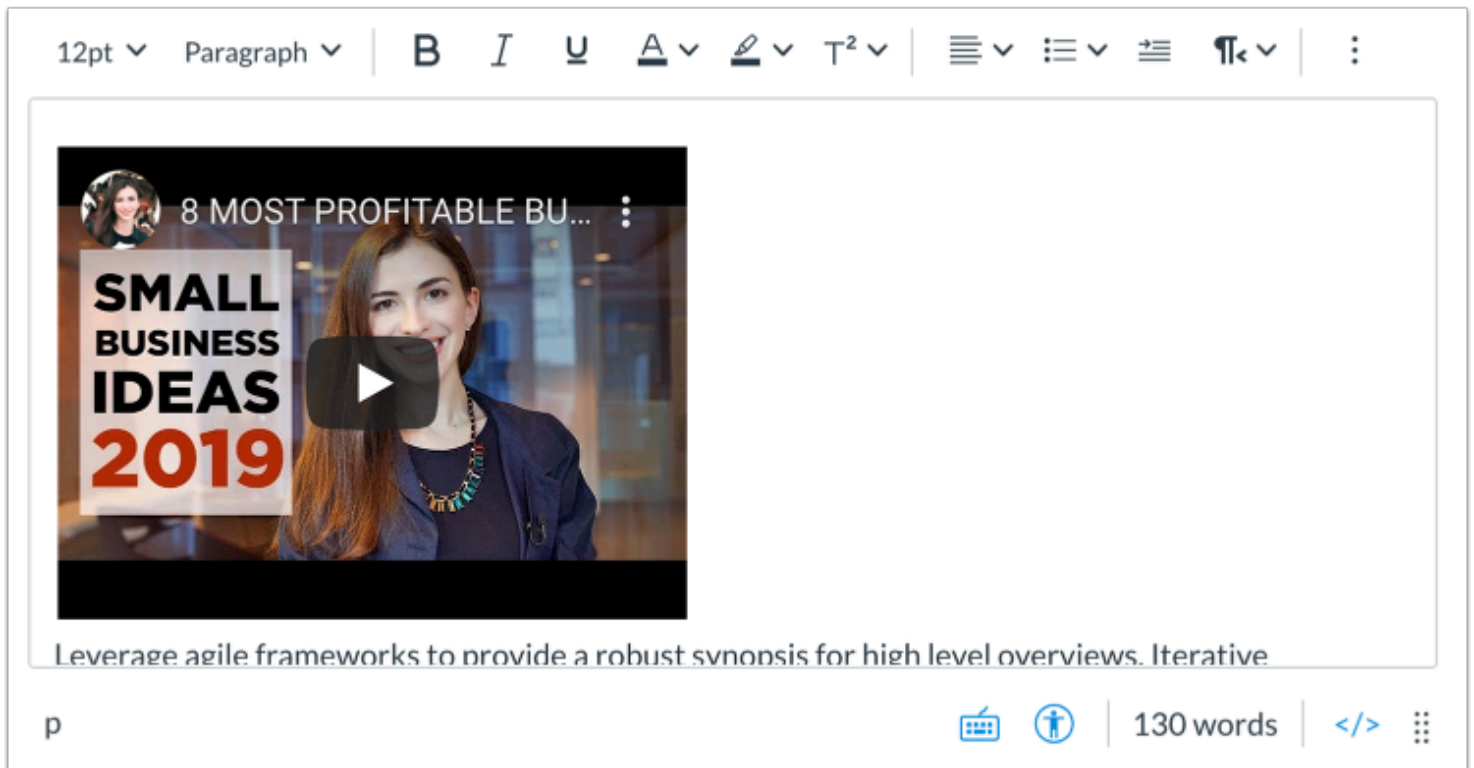 12pt Paragraph B I U A T²
8 MOST PROFITABLE BU...
SMALL
BUSINESS
IDEAS
2019
Leverage agile frameworks to provide a robust synopsis for high level overviews. Iterative
p 130 words </>